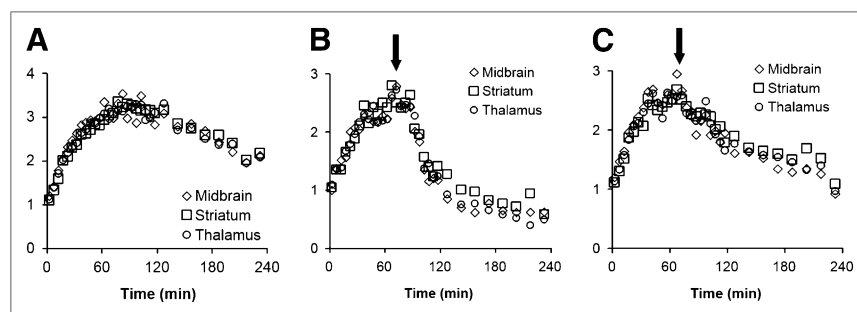 A
4
3
2
1
0
0 60 120 180 240
Time (min)
Midbrain
Striatum
Thalamus
B
3
2
1
0
0 60 120 180 240
Time (min)
Midbrain
Striatum
Thalamus
C
3
2
1
0
0 60 120 180 240
Time (min)
Midbrain
Striatum
Thalamus